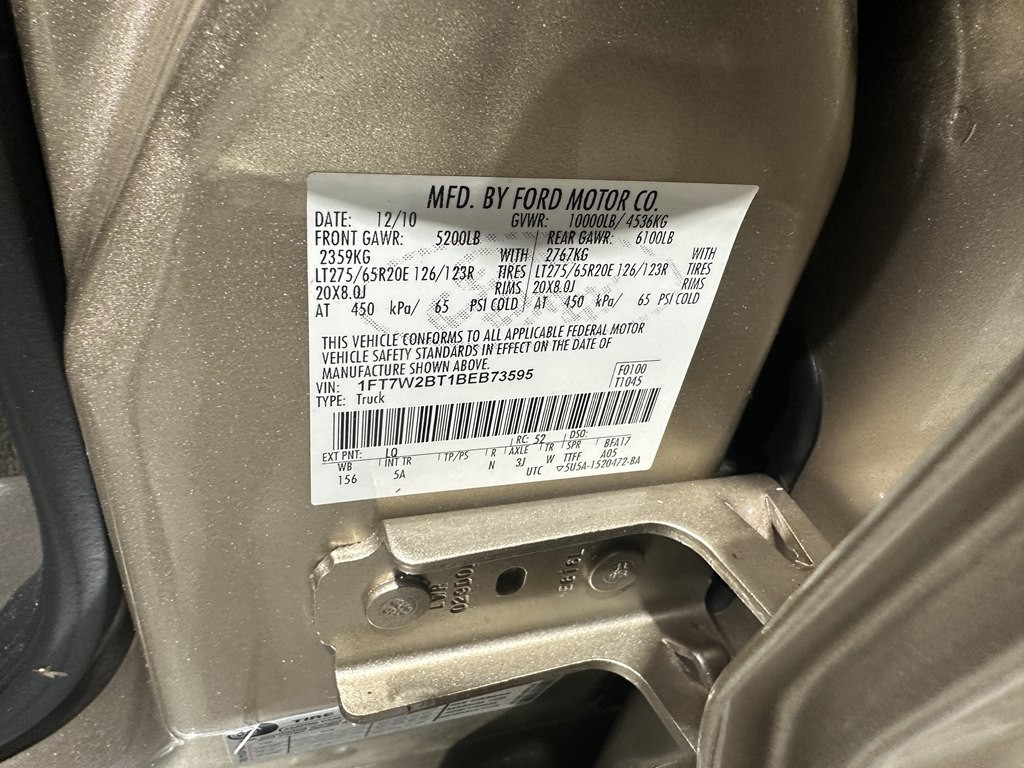 MFD. BY FORD MOTOR CO.
DATE: 12/10 GVWR: 10000LB/ 4536KG
FRONT GAWR: 5200LB REAR GAWR: 6100LB
2359KG WITH 2767KG WITH
LT275/65R20E 126/123R TIRES LT275/65R20E 126/123R TIRES
20X8.0J RIMS 20X8.0J RIMS
AT 450 kPa/ 65 PSI COLD AT 450 kPa/ 65 PSI COLD
THIS VEHICLE CONFORMS TO ALL APPLICABLE FEDERAL MOTOR
VEHICLE SAFETY STANDARDS IN EFFECT ON THE DATE OF
MANUFACTURE SHOWN ABOVE.
VIN: 1FT7W2BT1BEB73595 F0100
TYPE: Truck T1045
EXT PNT: LQ RC: 52 DSO:
WB INT TR TP/PS R AXLE TR SPR BFA17
156 5A N 3J W TTFF A05
UTC ▽5U5A-1520472-BA
LWR
TIRE